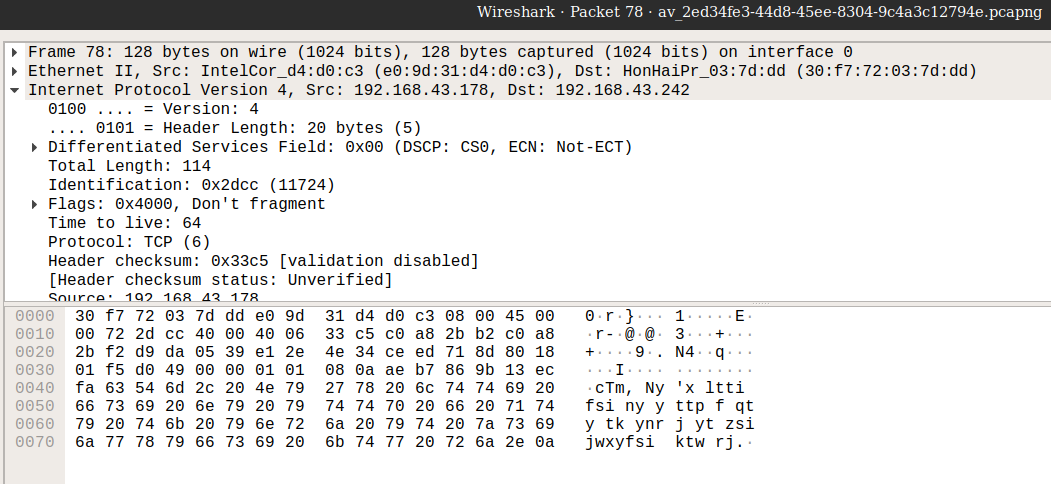 Wireshark · Packet 78 · av_2ed34fe3-44d8-45ee-8304-9c4a3c12794e.pcapng
Frame 78: 128 bytes on wire (1024 bits), 128 bytes captured (1024 bits) on interface 0
Ethernet II, Src: IntelCor_d4:d0:c3 (e0:9d:31:d4:d0:c3), Dst: HonHaiPr_03:7d:dd (30:f7:72:03:7d:dd)
Internet Protocol Version 4, Src: 192.168.43.178, Dst: 192.168.43.242
0100 .... = Version: 4
.... 0101 = Header Length: 20 bytes (5)
Differentiated Services Field: 0x00 (DSCP: CS0, ECN: Not-ECT)
Total Length: 114
Identification: 0x2dcc (11724)
Flags: 0x4000, Don't fragment
Time to live: 64
Protocol: TCP (6)
Header checksum: 0x33c5 [validation disabled]
[Header checksum status: Unverified]
Source: 192.168.43.178
0000 30 f7 72 03 7d dd e0 9d 31 d4 d0 c3 08 00 45 00 0·r·}··· 1·····E·
0010 00 72 2d cc 40 00 40 06 33 c5 c0 a8 2b b2 c0 a8 ·r-·@·@· 3···+···
0020 2b f2 d9 da 05 39 e1 2e 4e 34 ce ed 71 8d 80 18 +····9·. N4··q···
0030 01 f5 d0 49 00 00 01 01 08 0a ae b7 86 9b 13 ec ···I···· ········
0040 fa 63 54 6d 2c 20 4e 79 27 78 20 6c 74 74 69 20 ·cTm, Ny 'x ltti
0050 66 73 69 20 6e 79 20 79 74 74 70 20 66 20 71 74 fsi ny y ttp f qt
0060 79 20 74 6b 20 79 6e 72 6a 20 79 74 20 7a 73 69 y tk ynr j yt zsi
0070 6a 77 78 79 66 73 69 20 6b 74 77 20 72 6a 2e 0a jwxyfsi ktw rj.·